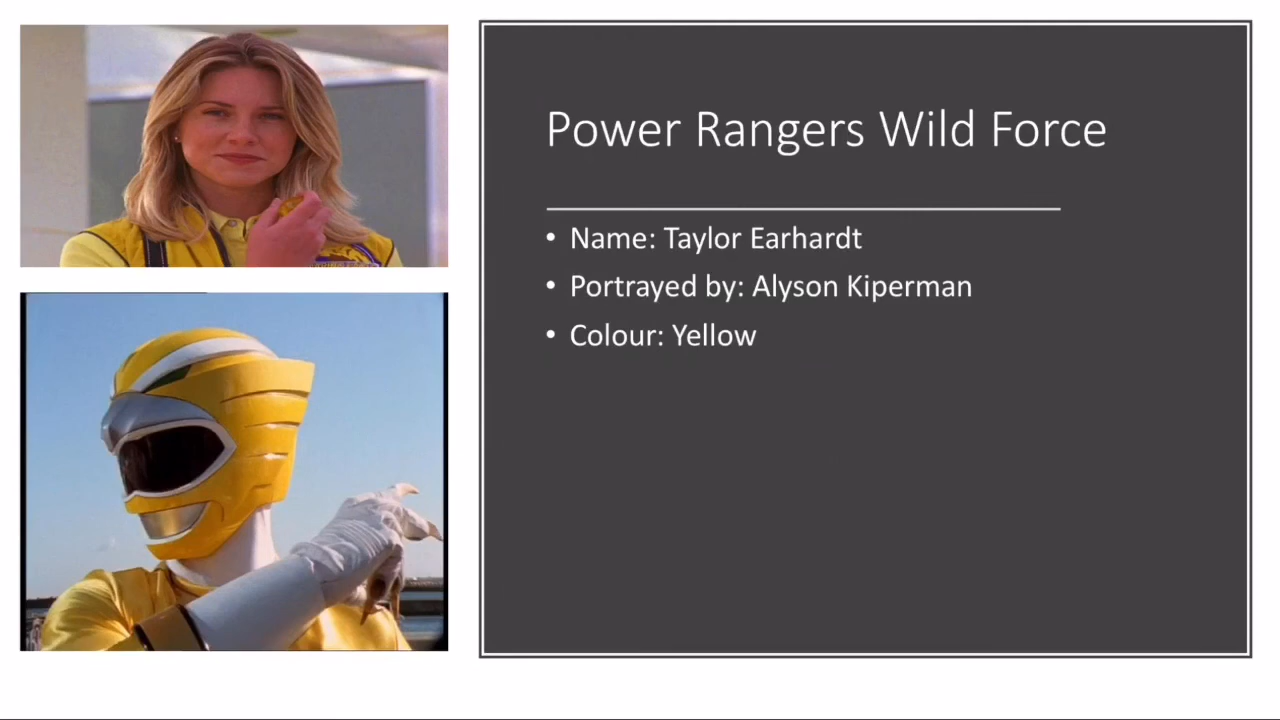 Power Rangers Wild Force
• Name: Taylor Earhardt
• Portrayed by: Alyson Kiperman
• Colour: Yellow